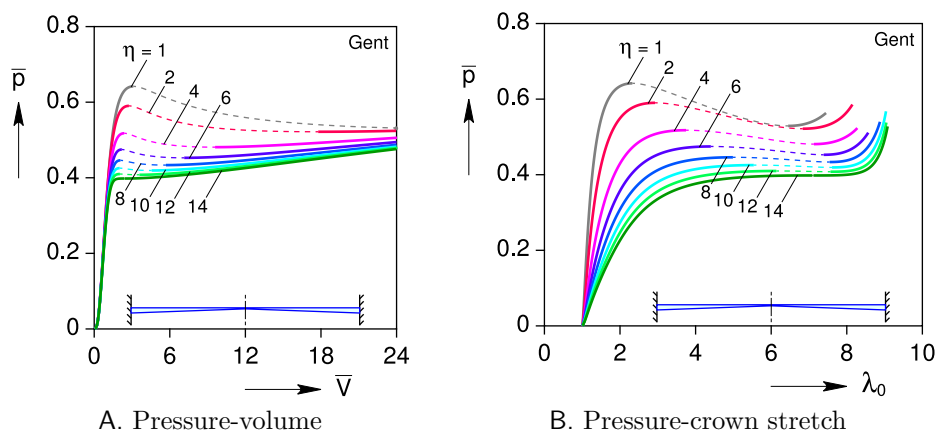 0.8
Gent
η = 1
p̅
2
0.6
4
6
0.4
8
10
12
14
0.2
0
0 6 12 18 24
V̅
A. Pressure-volume
0.8
Gent
η = 1
p̅
2
0.6
4
6
0.4
8
10
12
14
0.2
0
0 2 4 6 8 10
λ₀
B. Pressure-crown stretch